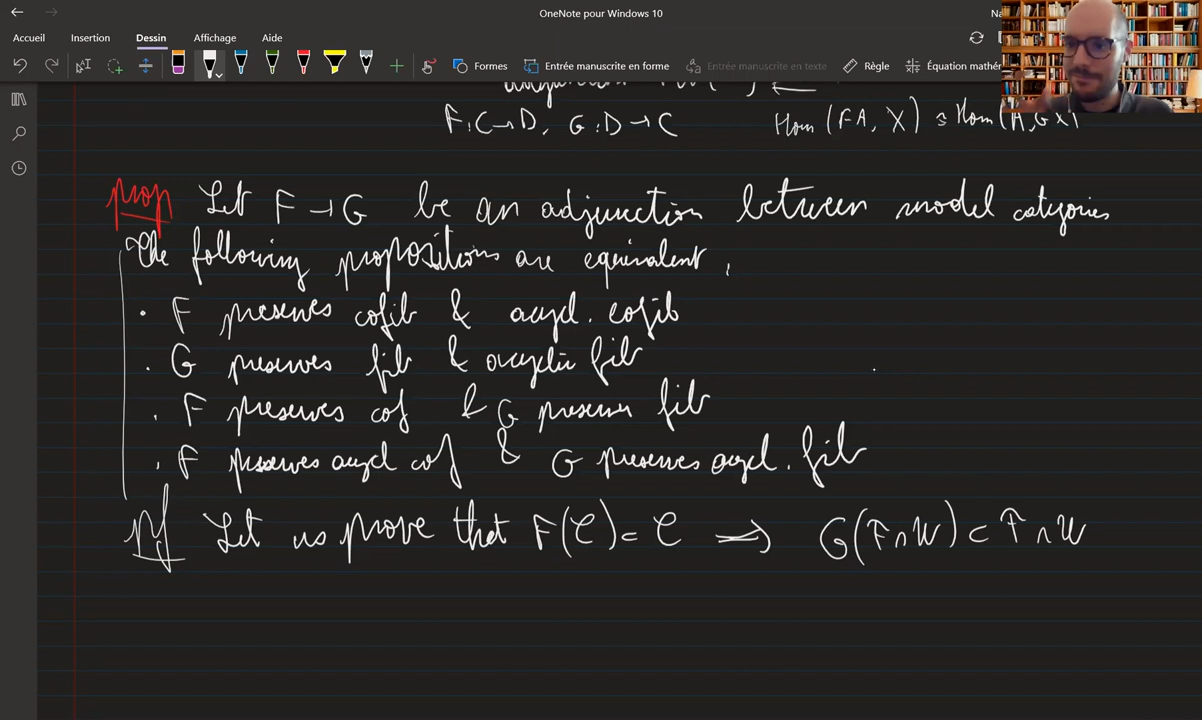 OneNote pour Windows 10
Accueil Insertion Dessin Affichage Aide
Formes Entrée manuscrite en forme Entrée manuscrite en texte Règle Équation mathé
F: C → D, G: D → C Hom(FA, X) ≅ Hom(A, GX)
prop Let F ⊣ G be an adjunction between model categories
The following propositions are equivalent,
· F preserves cofib & acycl. cofib
· G preserves fib & acyclic fib
· F preserves cof & G preserves fib
· F preserves acycl cof & G preserves acycl. fib
Pf Let us prove that F(C) ⊂ C ⟹ G(F∩W) ⊂ F∩W